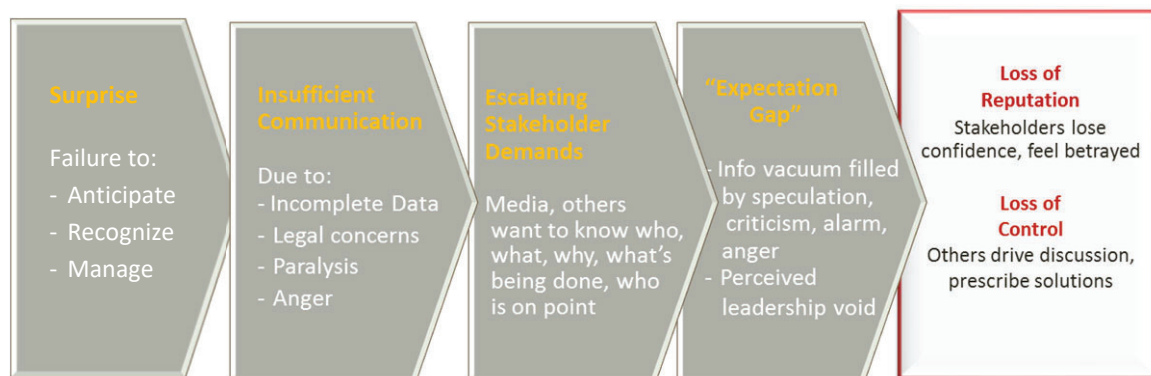 Surprise
Failure to:
- Anticipate
- Recognize
- Manage
Insufficient
Communication
Due to:
- Incomplete Data
- Legal concerns
- Paralysis
- Anger
Escalating
Stakeholder
Demands
Media, others
want to know who,
what, why, what's
being done, who
is on point
“Expectation
Gap”
- Info vacuum filled
by speculation,
criticism, alarm,
anger
- Perceived
leadership void
Loss of
Reputation
Stakeholders lose
confidence, feel betrayed
Loss of
Control
Others drive discussion,
prescribe solutions